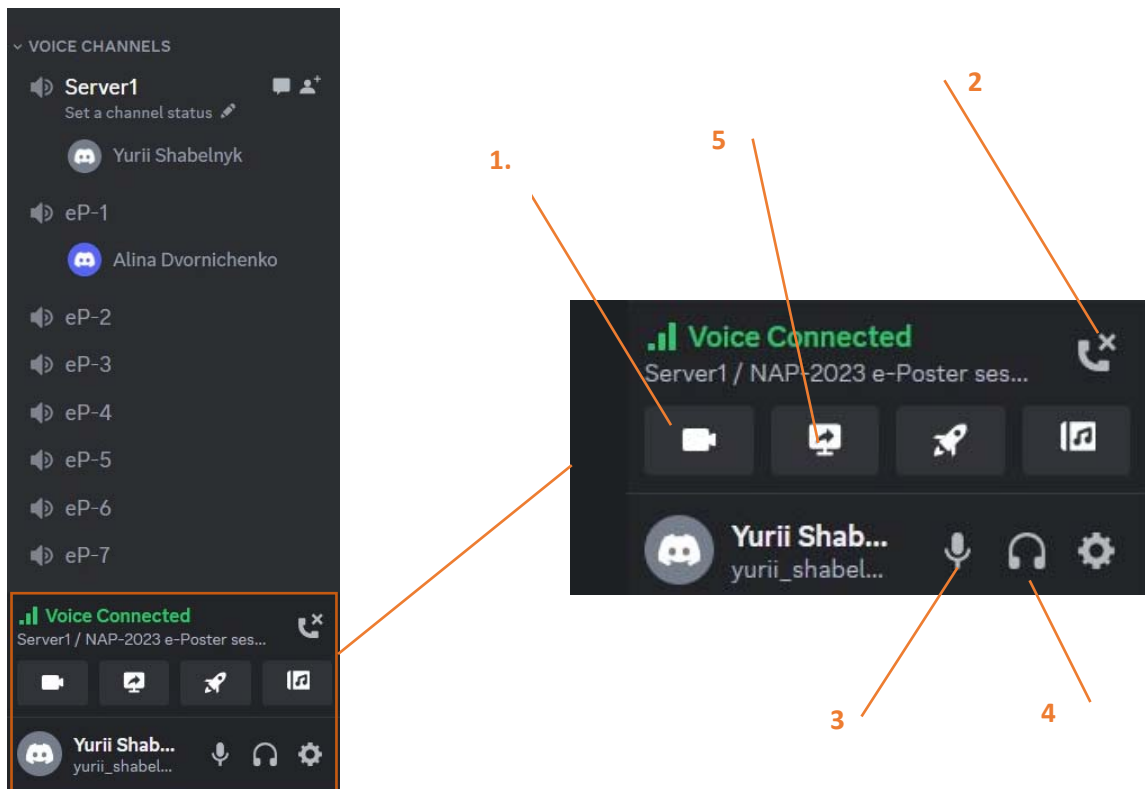 VOICE CHANNELS
Server1
Set a channel status
Yurii Shabelnyk
eP-1
Alina Dvornichenko
eP-2
eP-3
eP-4
eP-5
eP-6
eP-7
Voice Connected
Server1 / NAP-2023 e-Poster ses...
Yurii Shab...
yurii_shabel...
1.
5
2
Voice Connected
Server1 / NAP-2023 e-Poster ses...
Yurii Shab...
yurii_shabel...
3
4